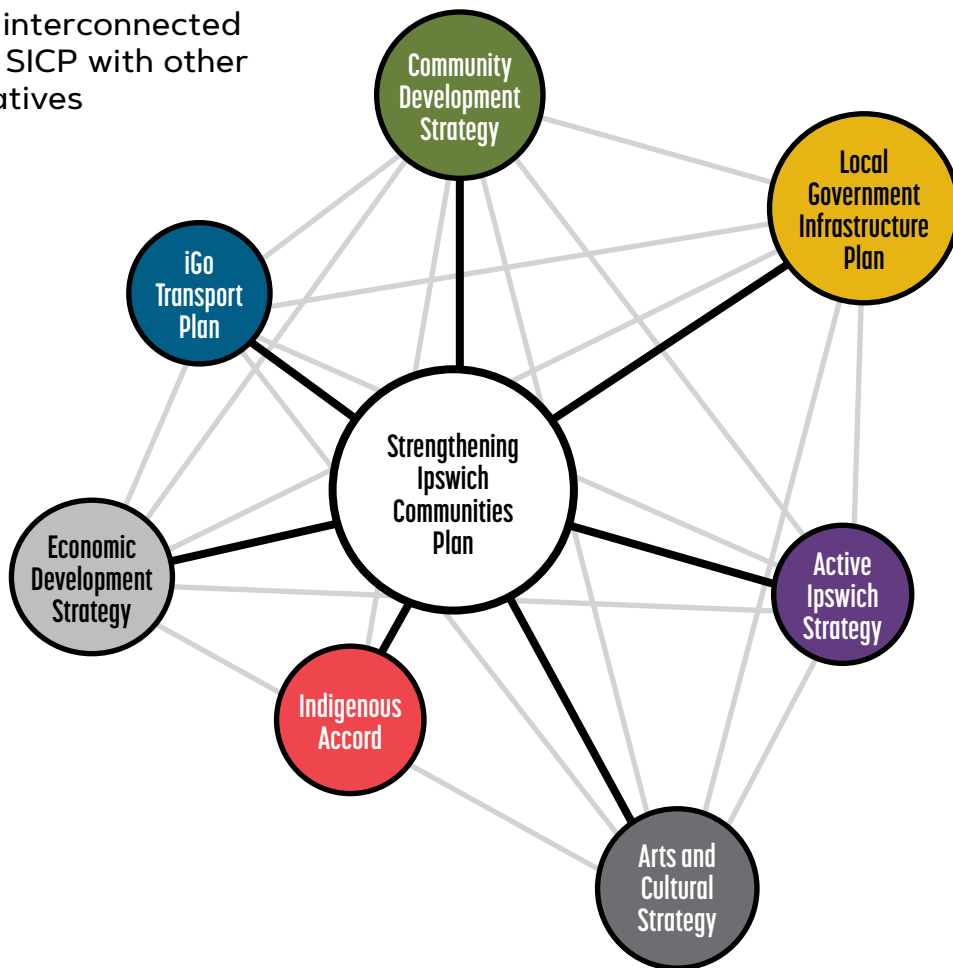 interconnected
SICP with other
atives
Community
Development
Strategy
Local
Government
Infrastructure
Plan
iGo
Transport
Plan
Strengthening
Ipswich
Communities
Plan
Economic
Development
Strategy
Active
Ipswich
Strategy
Indigenous
Accord
Arts and
Cultural
Strategy